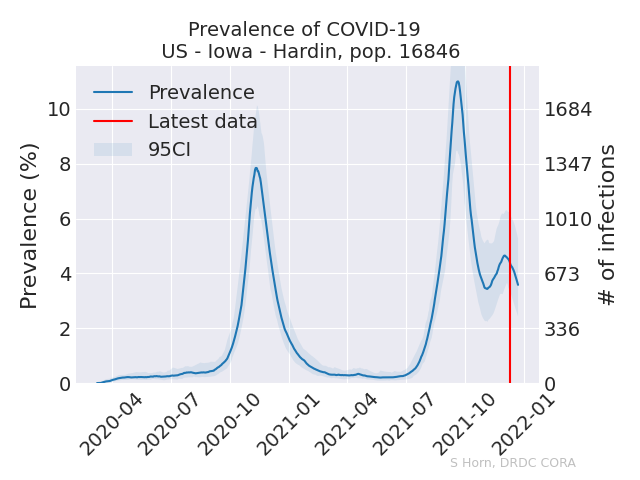 Prevalence of COVID-19
US - Iowa - Hardin, pop. 16846
Prevalence
Latest data
95CI
Prevalence (%)
10
8
6
4
2
0
1684
1347
1010
673
336
0
# of infections
2020-04
2020-07
2020-10
2021-01
2021-04
2021-07
2021-10
2022-01
S Horn, DRDC CORA